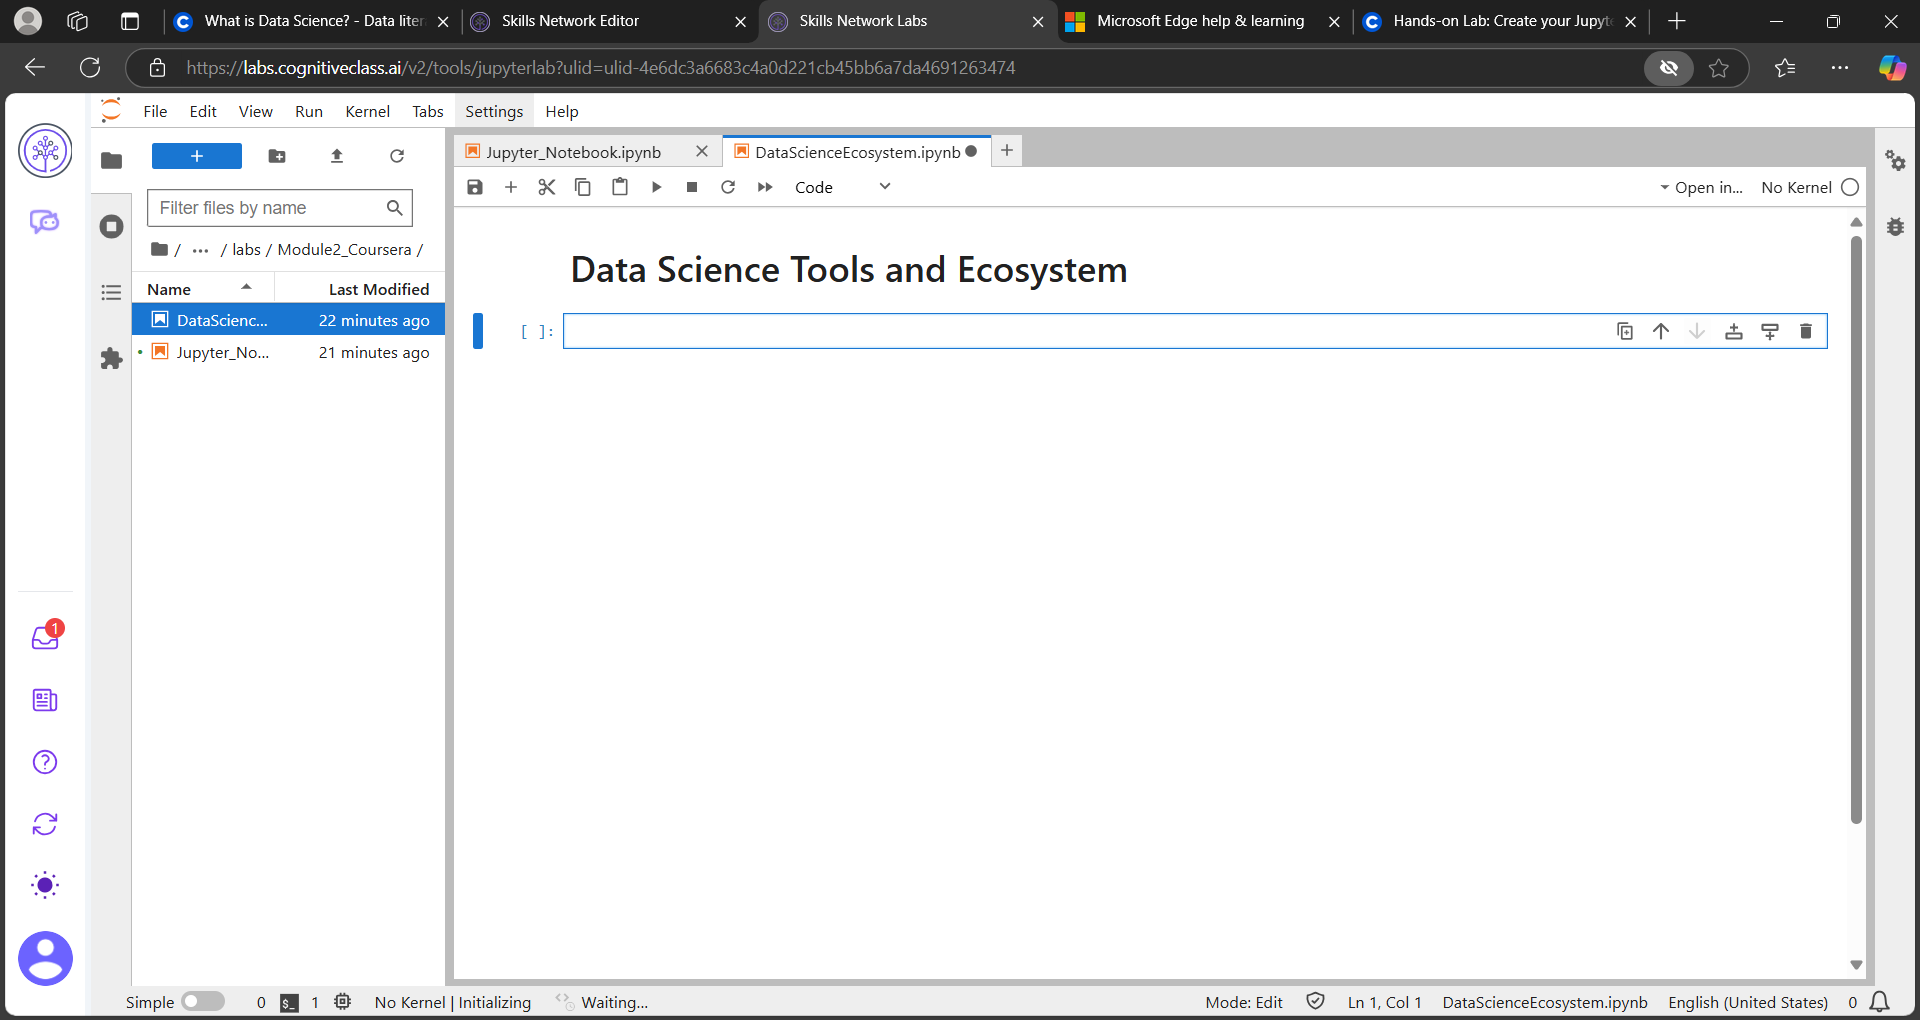 What is Data Science? - Data liter
Skills Network Editor
Skills Network Labs
Microsoft Edge help & learning
Hands-on Lab: Create your Jupyt
https://labs.cognitiveclass.ai/v2/tools/jupyterlab?ulid=ulid-4e6dc3a6683c4a0d221cb45bb6a7da4691263474
File Edit View Run Kernel Tabs Settings Help
Jupyter_Notebook.ipynb
DataScienceEcosystem.ipynb
Code
Open in...
No Kernel
Filter files by name
/ ... / labs / Module2_Coursera /
Name Last Modified
DataScienc... 22 minutes ago
Jupyter_No... 21 minutes ago
Data Science Tools and Ecosystem
[ ]:
1
Simple 0 $_ 1 No Kernel | Initializing Waiting...
Mode: Edit Ln 1, Col 1 DataScienceEcosystem.ipynb English (United States) 0